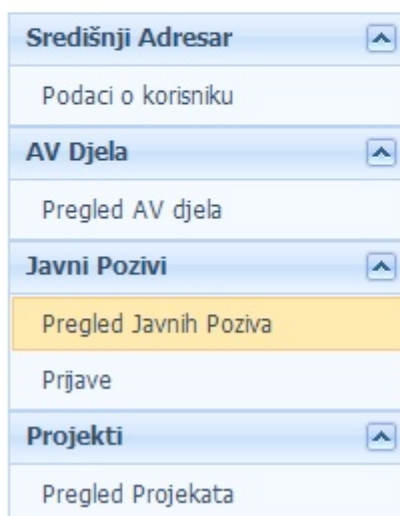 Središnji Adresar
Podaci o korisniku
AV Djela
Pregled AV djela
Javni Pozivi
Pregled Javnih Poziva
Prijave
Projekti
Pregled Projekata